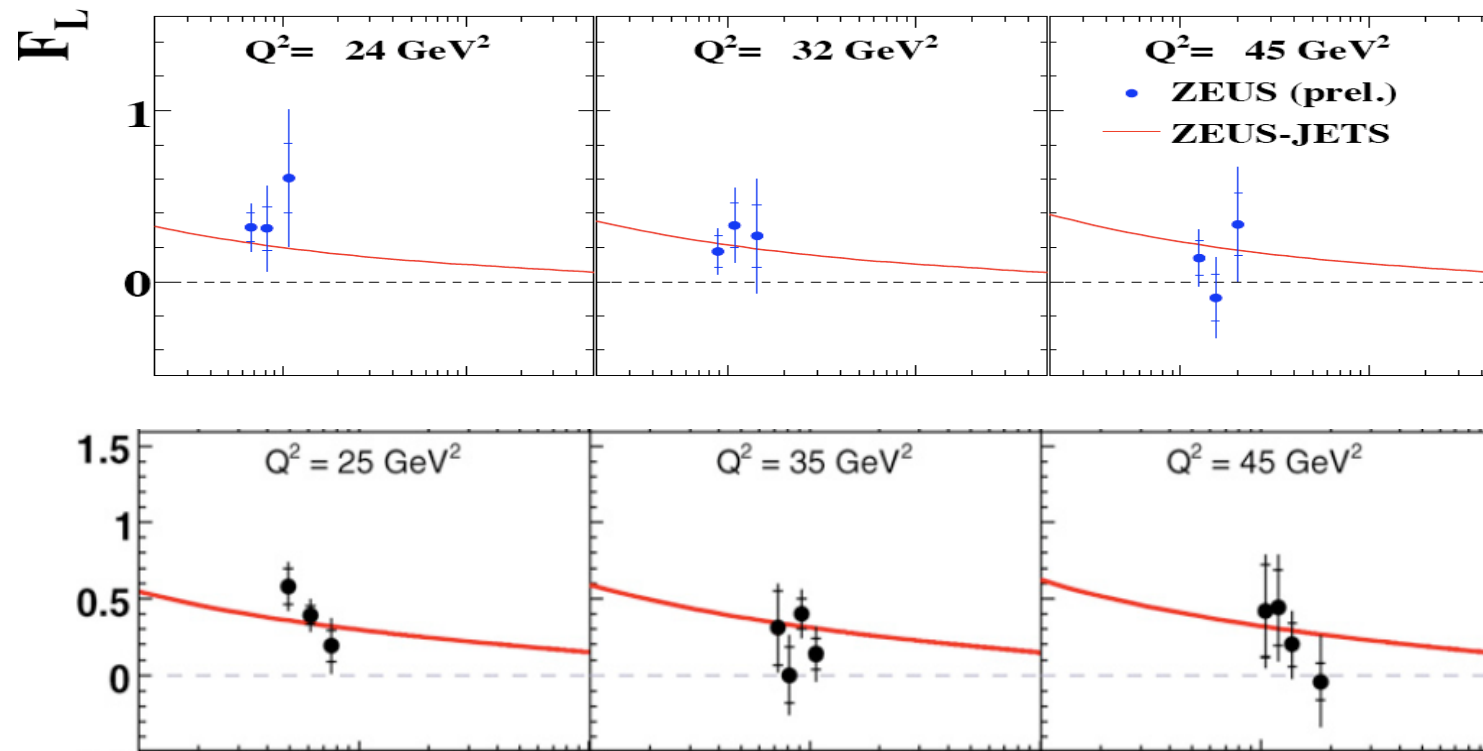 F_L
Q²= 24 GeV²
Q²= 32 GeV²
Q²= 45 GeV²
ZEUS (prel.)
ZEUS-JETS
1
0
Q² = 25 GeV²
Q² = 35 GeV²
Q² = 45 GeV²
1.5
1
0.5
0